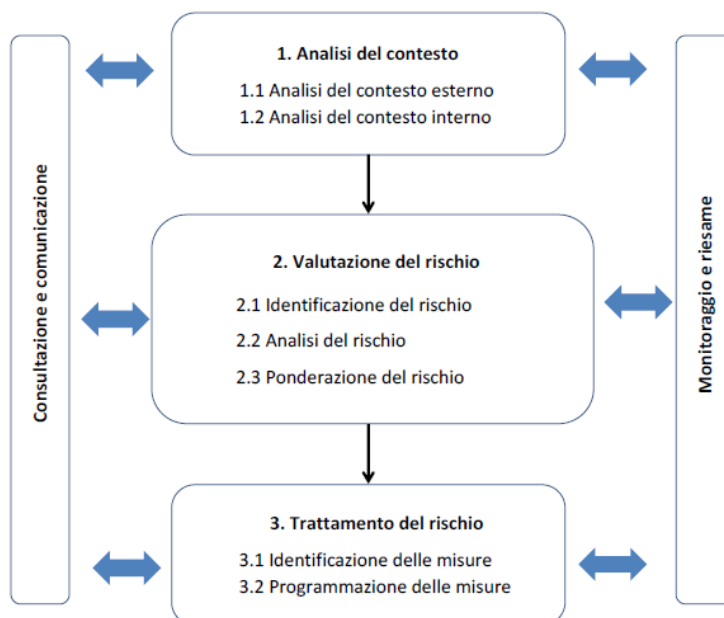 Consultazione e comunicazione
1. Analisi del contesto
1.1 Analisi del contesto esterno
1.2 Analisi del contesto interno
2. Valutazione del rischio
2.1 Identificazione del rischio
2.2 Analisi del rischio
2.3 Ponderazione del rischio
3. Trattamento del rischio
3.1 Identificazione delle misure
3.2 Programmazione delle misure
Monitoraggio e riesame